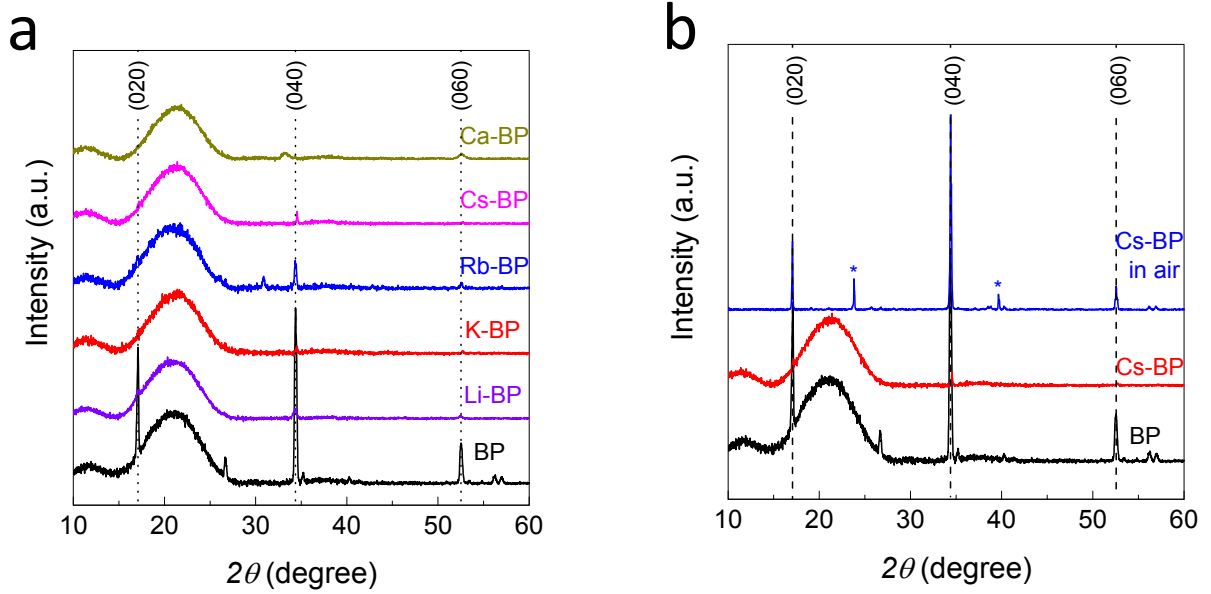 a
(020)
(040)
(060)
Ca-BP
Cs-BP
Rb-BP
K-BP
Li-BP
BP
Intensity (a.u.)
10 20 30 40 50 60
2θ (degree)
b
(020)
(040)
(060)
Cs-BP
in air
*
*
Cs-BP
BP
Intensity (a.u.)
10 20 30 40 50 60
2θ (degree)